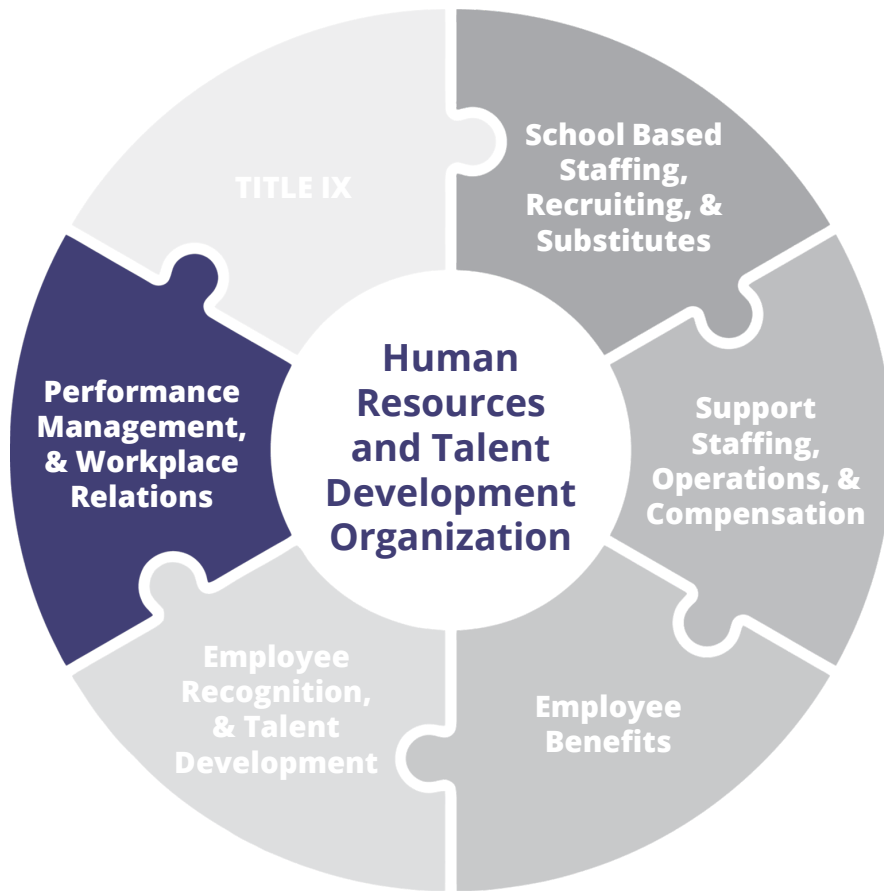 TITLE IX
School Based
Staffing,
Recruiting, &
Substitutes
Performance
Management,
& Workplace
Relations
Human
Resources
and Talent
Development
Organization
Support
Staffing,
Operations, &
Compensation
Employee
Recognition,
& Talent
Development
Employee
Benefits